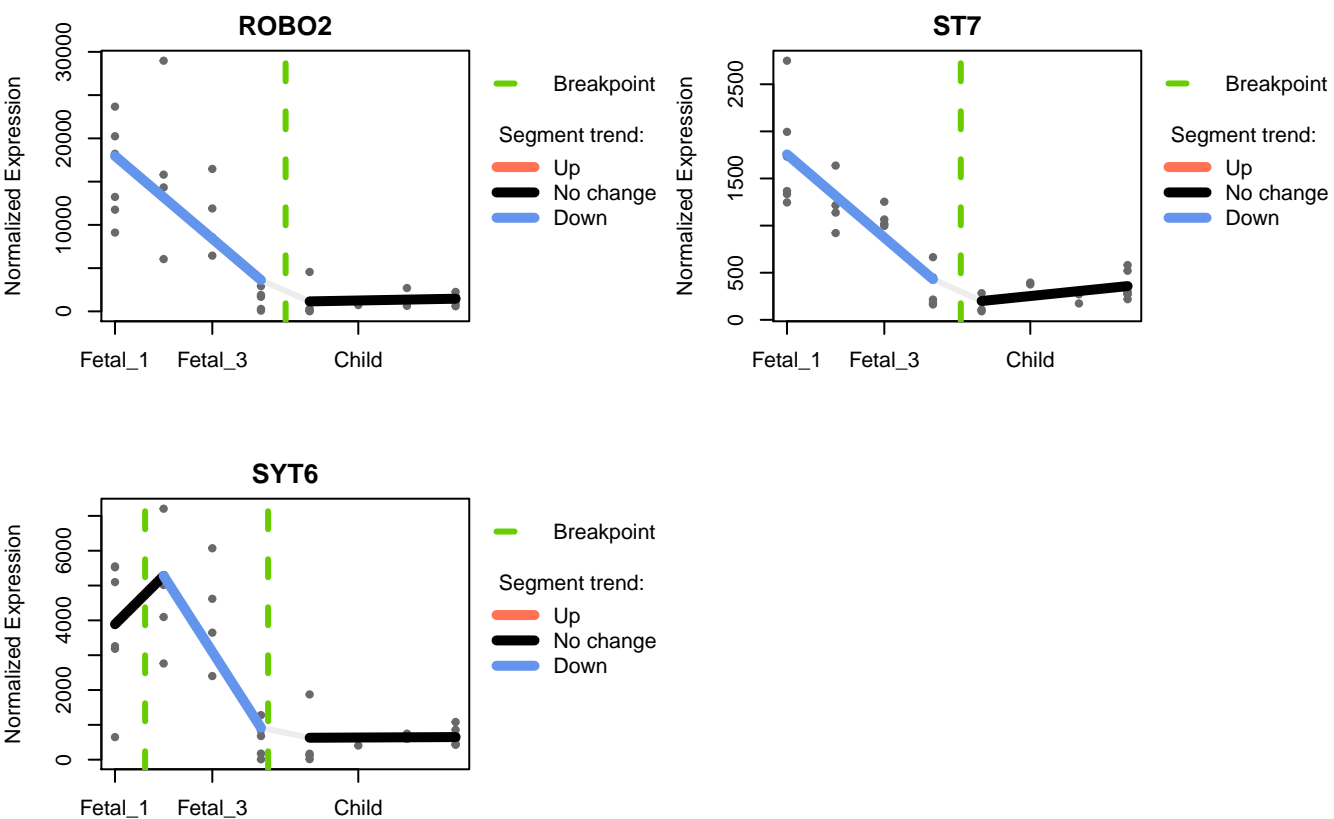 ROBO2
Normalized Expression
0
10000
20000
30000
Fetal_1
Fetal_3
Child
Breakpoint
Segment trend:
Up
No change
Down
ST7
Normalized Expression
0
500
1500
2500
Fetal_1
Fetal_3
Child
Breakpoint
Segment trend:
Up
No change
Down
SYT6
Normalized Expression
0
2000
4000
6000
Fetal_1
Fetal_3
Child
Breakpoint
Segment trend:
Up
No change
Down